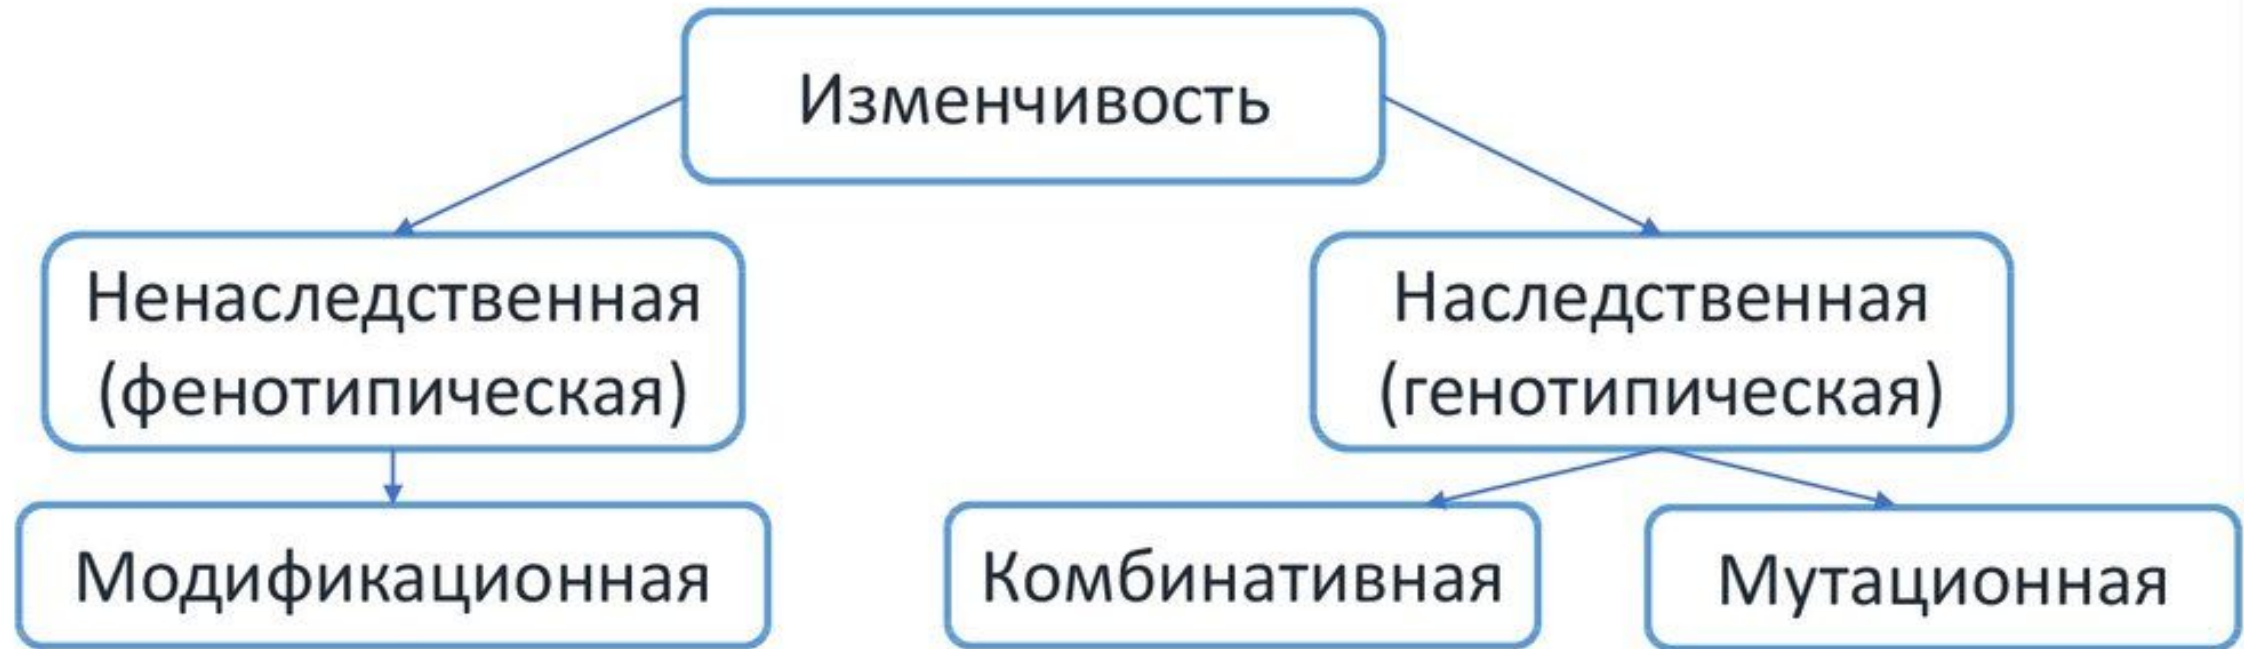 Изменчивость
Ненаследственная
(фенотипическая)
Наследственная
(генотипическая)
Модификационная
Комбинативная
Мутационная